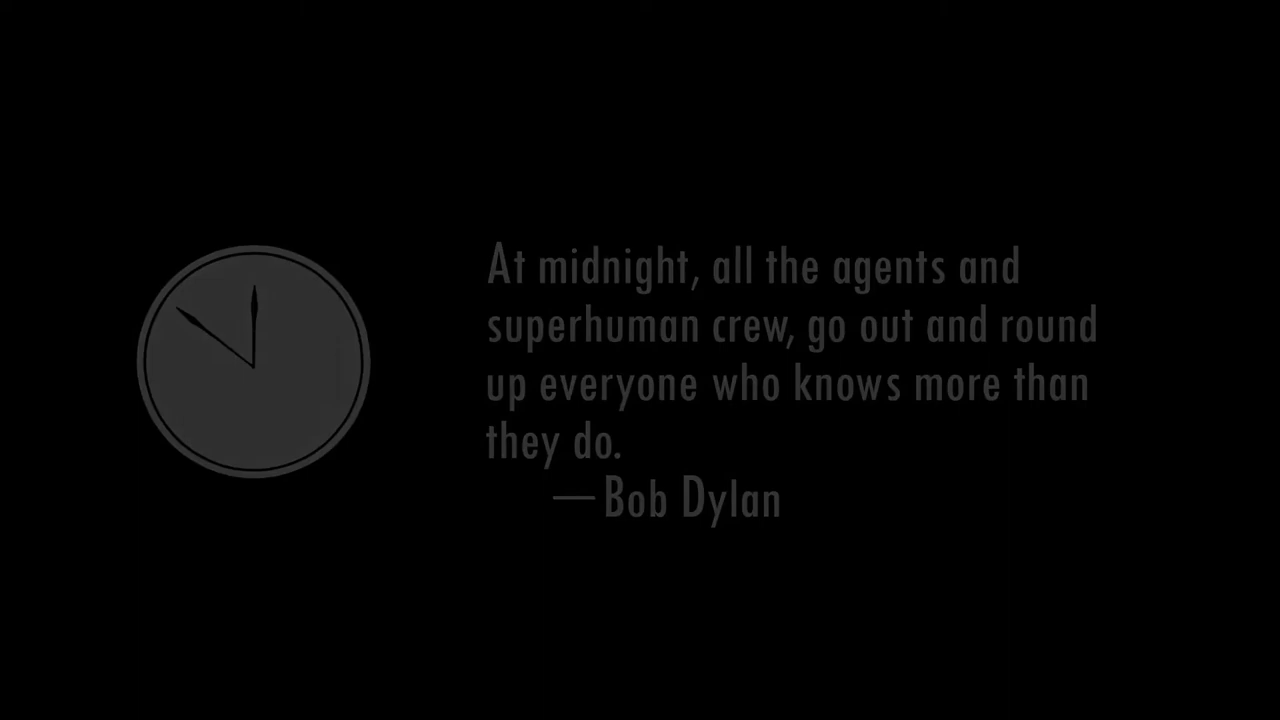 At midnight, all the agents and
superhuman crew, go out and round
up everyone who knows more than
they do.
—Bob Dylan